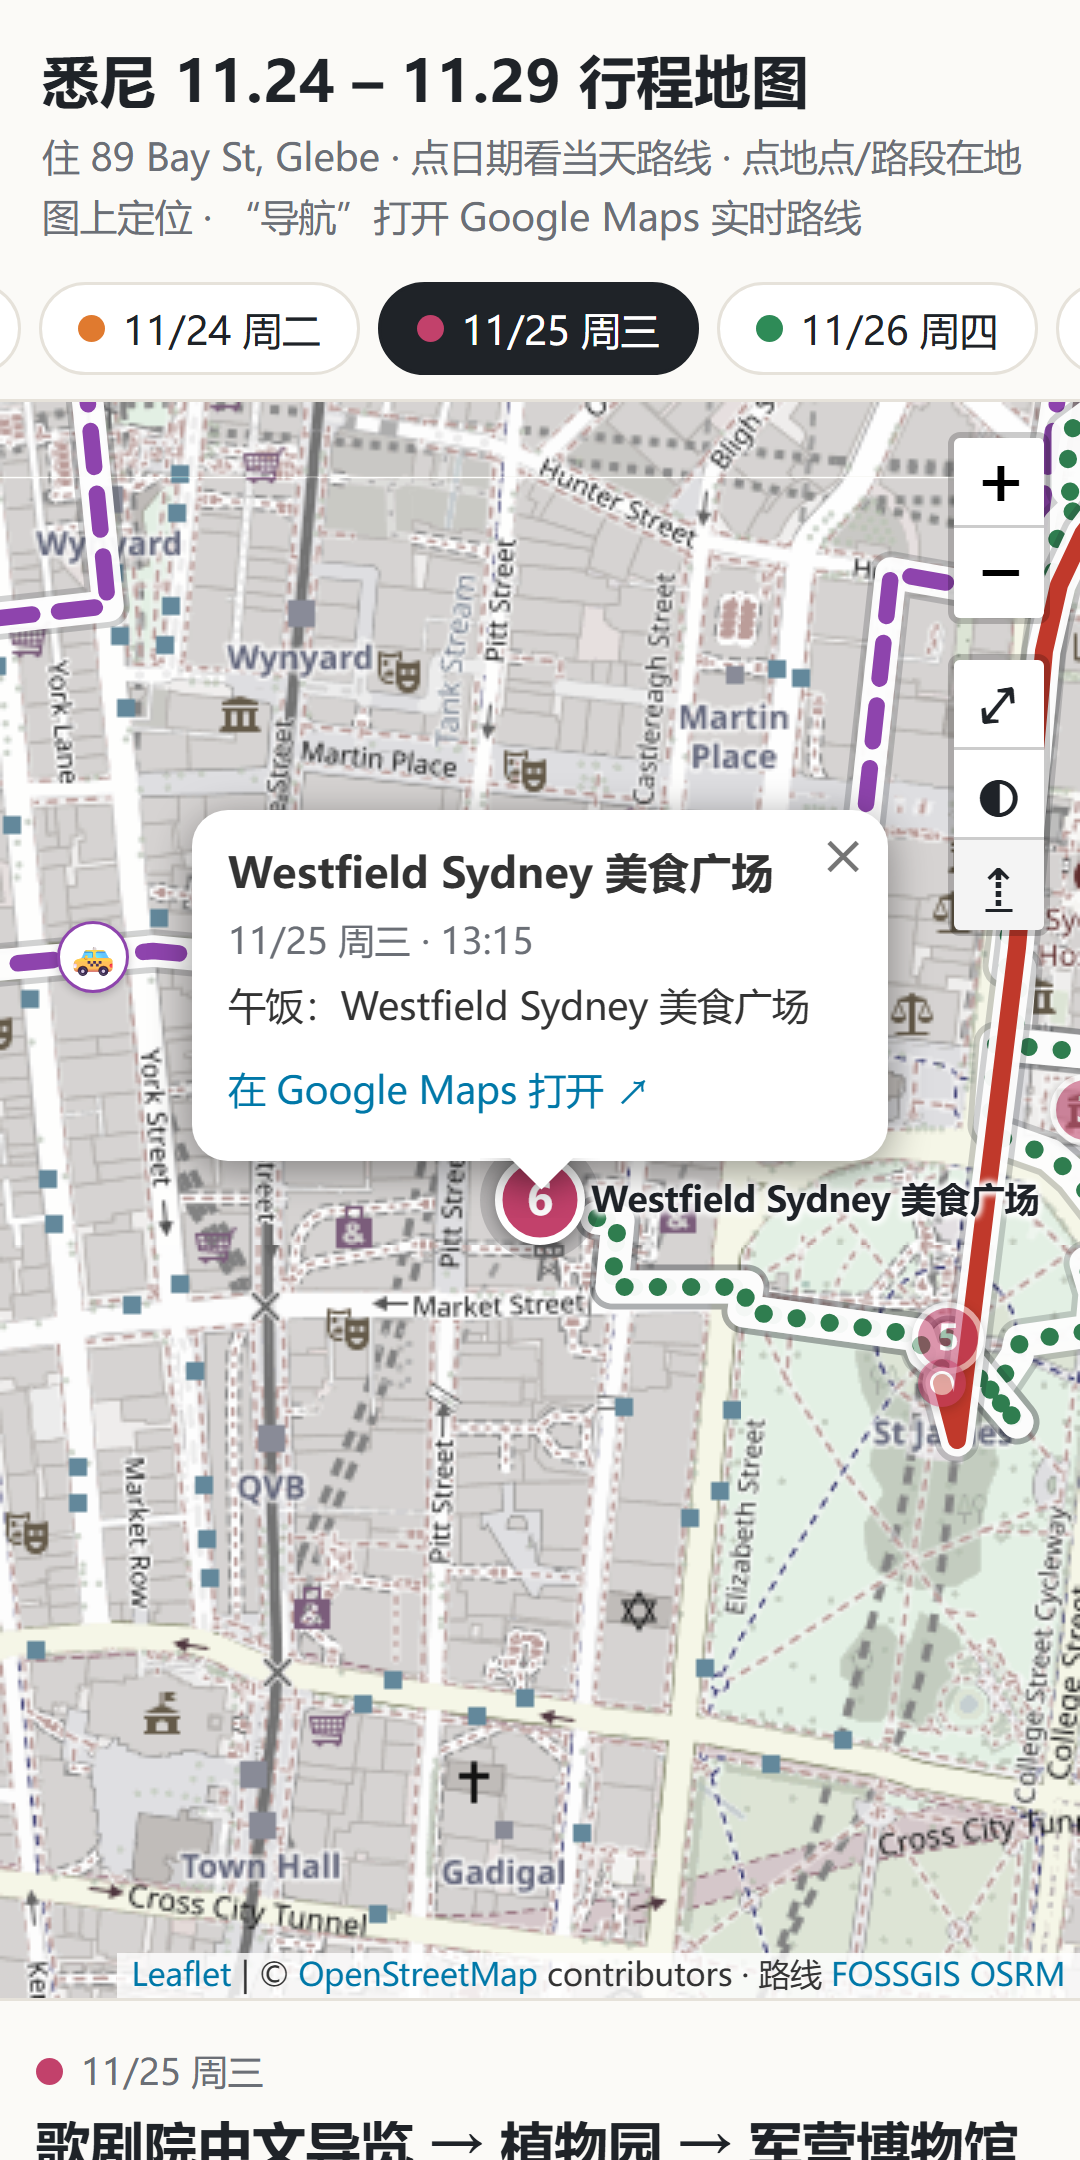 悉尼 11.24 – 11.29 行程地图
住 89 Bay St, Glebe · 点日期看当天路线 · 点地点/路段在地
图上定位 · “导航”打开 Google Maps 实时路线
11/24 周二
11/25 周三
11/26 周四
Bligh S
Hunter Street
Wynyard
Pitt Street
Tank Stream
Castlereagh Street
Wynyard
York Lane
Martin
Place
Martin Place
+
−
Westfield Sydney 美食广场
×
11/25 周三 · 13:15
午饭：Westfield Sydney 美食广场
在 Google Maps 打开 ↗
York Street
6
Westfield Sydney 美食广场
Market Street
5
St James
QVB
Market Row
Pitt Street
Elizabeth Street
College Street Cycleway
College Street
Town Hall
Gadigal
Cross City Tunn
Cross City Tunnel
Leaflet | © OpenStreetMap contributors · 路线 FOSSGIS OSRM
11/25 周三
歌剧院中文导览 → 植物园 → 军营博物馆